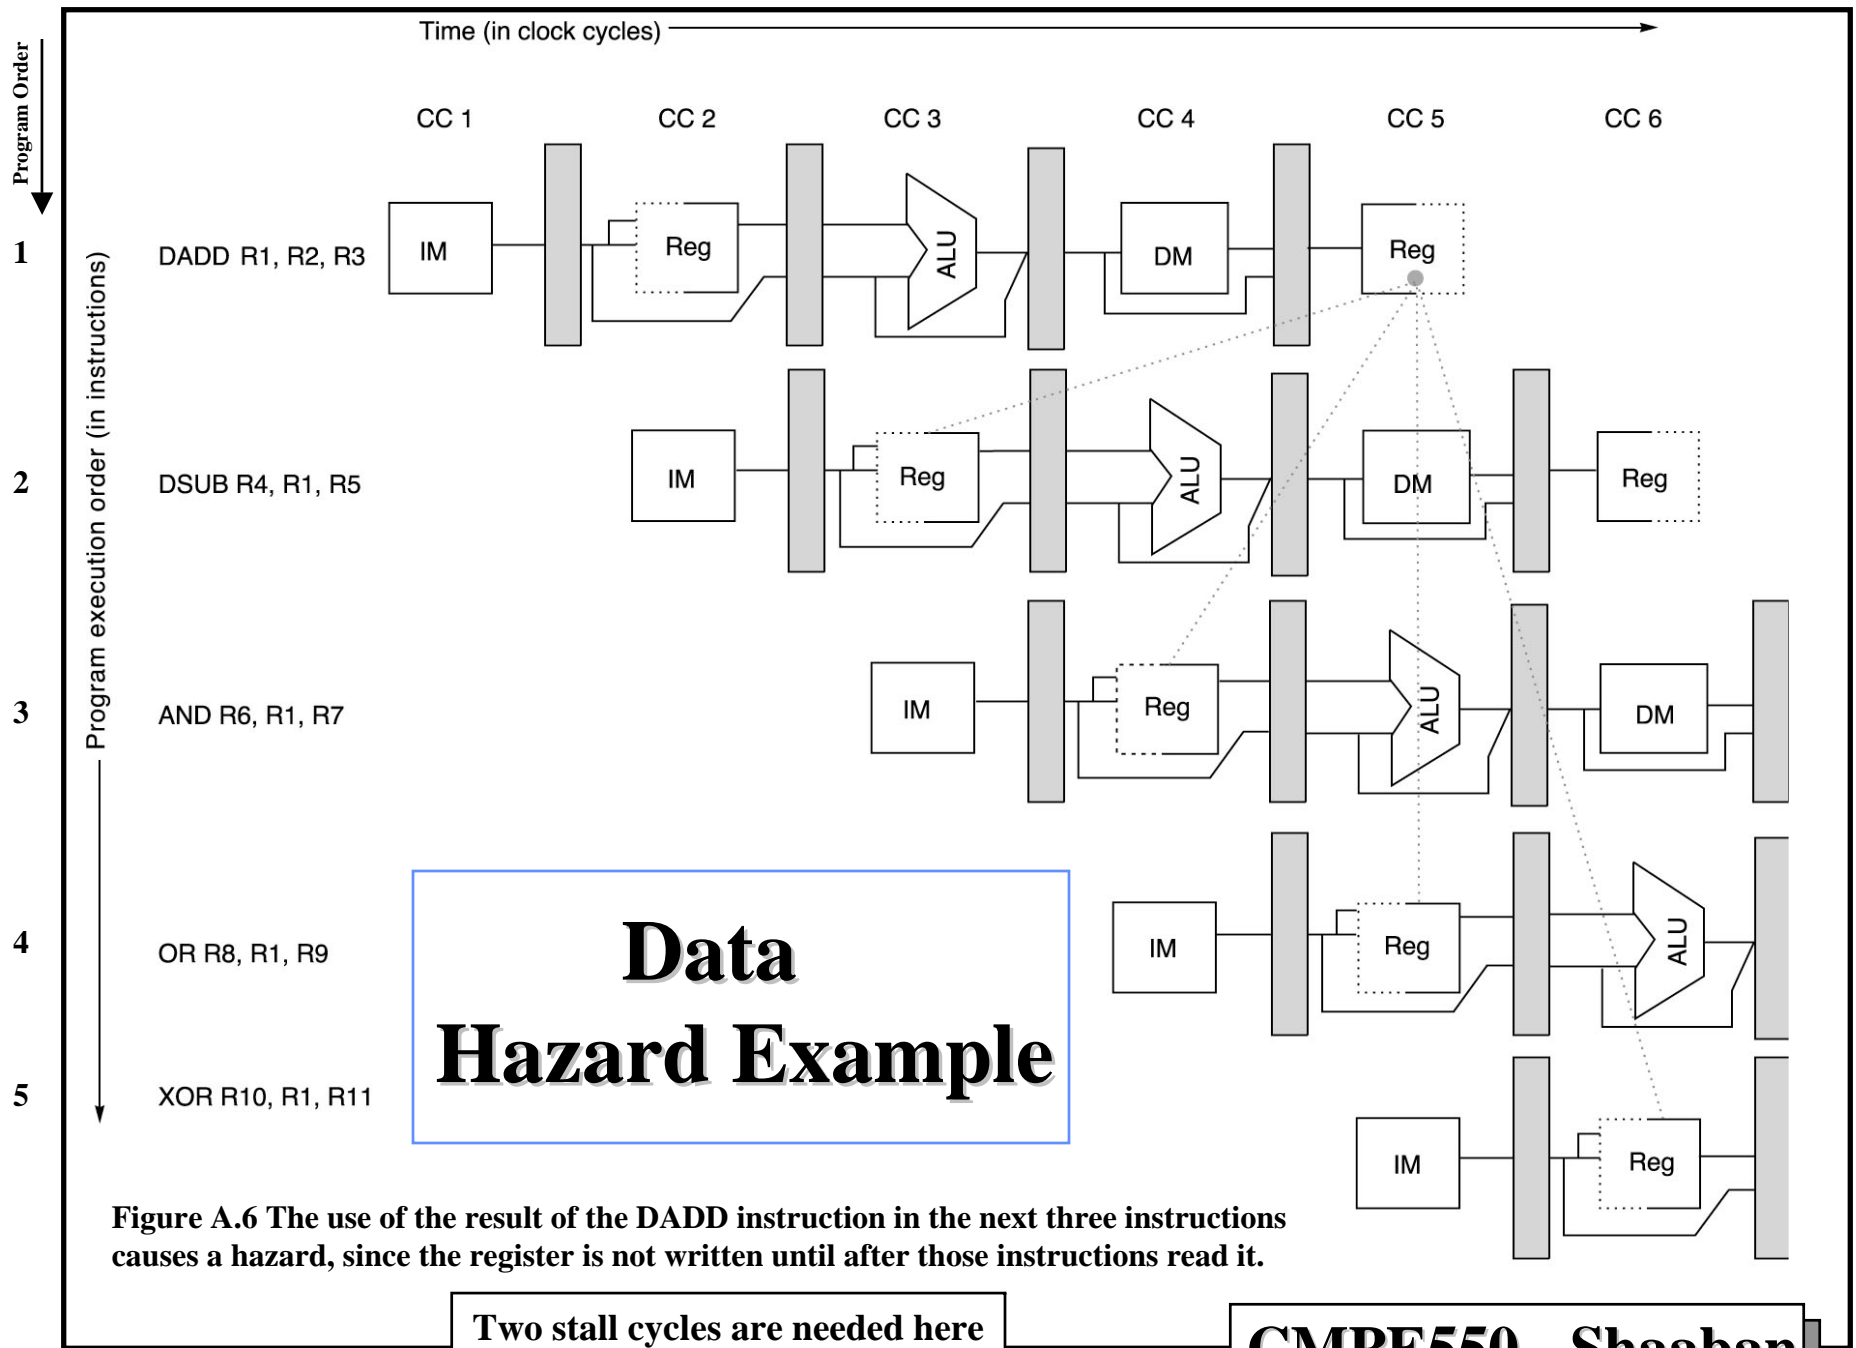 Time (in clock cycles)
Program Order
CC 1 CC 2 CC 3 CC 4 CC 5 CC 6
Program execution order (in instructions)
1 DADD R1, R2, R3 IM Reg ALU DM Reg
2 DSUB R4, R1, R5 IM Reg ALU DM Reg
3 AND R6, R1, R7 IM Reg ALU DM
4 OR R8, R1, R9 IM Reg ALU
5 XOR R10, R1, R11 IM Reg
Data
Hazard Example
Figure A.6 The use of the result of the DADD instruction in the next three instructions
causes a hazard, since the register is not written until after those instructions read it.
Two stall cycles are needed here
CMPE550 - Shaaban